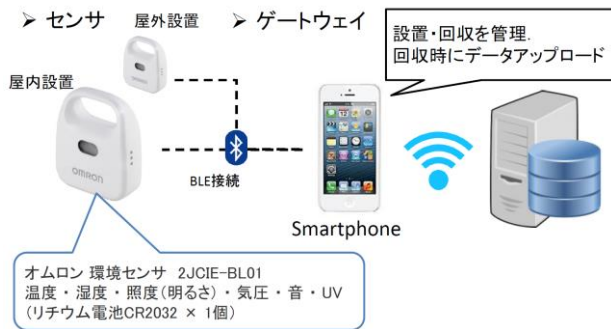 ➢ センサ
屋外設置
➢ ゲートウェイ
設置・回収を管理.
回収時にデータアップロード
屋内設置
OMRON
BLE接続
Smartphone
オムロン 環境センサ 2JCIE-BL01
温度・湿度・照度(明るさ)・気圧・音・UV
(リチウム電池CR2032 × 1個)